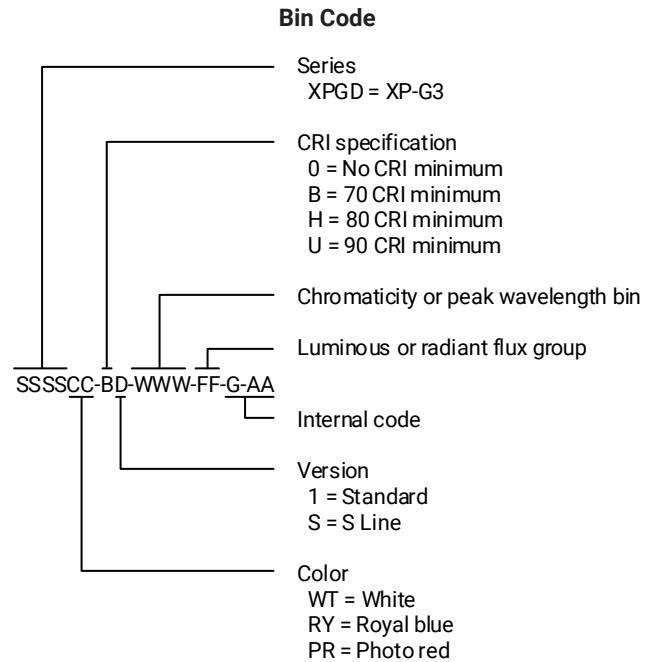 Bin Code
Series
XPGD = XP-G3
CRI specification
0 = No CRI minimum
B = 70 CRI minimum
H = 80 CRI minimum
U = 90 CRI minimum
Chromaticity or peak wavelength bin
Luminous or radiant flux group
SSSSCC-BD-WWW-FF-G-AA
Internal code
Version
1 = Standard
S = S Line
Color
WT = White
RY = Royal blue
PR = Photo red